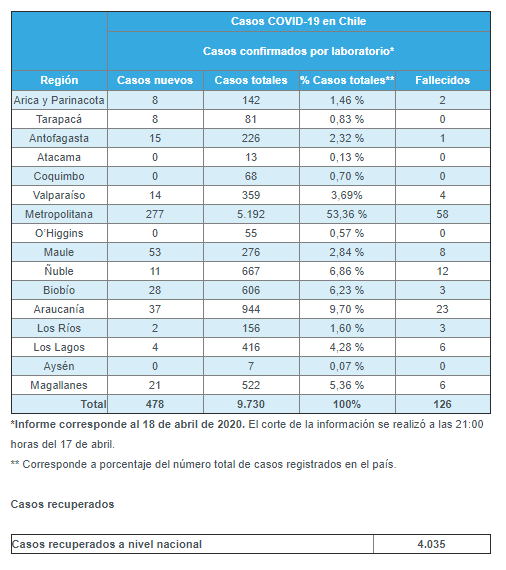 Casos COVID-19 en Chile
Casos confirmados por laboratorio*
Región Casos nuevos Casos totales % Casos totales** Fallecidos
Arica y Parinacota 8 142 1,46 % 2
Tarapacá 8 81 0,83 % 0
Antofagasta 15 226 2,32 % 1
Atacama 0 13 0,13 % 0
Coquimbo 0 68 0,70 % 0
Valparaíso 14 359 3,69% 4
Metropolitana 277 5.192 53,36 % 58
O’Higgins 0 55 0,57 % 0
Maule 53 276 2,84 % 8
Ñuble 11 667 6,86 % 12
Biobío 28 606 6,23 % 3
Araucanía 37 944 9,70 % 23
Los Ríos 2 156 1,60 % 3
Los Lagos 4 416 4,28 % 6
Aysén 0 7 0,07 % 0
Magallanes 21 522 5,36 % 6
Total 478 9.730 100% 126
*Informe corresponde al 18 de abril de 2020. El corte de la información se realizó a las 21:00
horas del 17 de abril.
** Corresponde a porcentaje del número total de casos registrados en el país.
Casos recuperados
Casos recuperados a nivel nacional 4.035